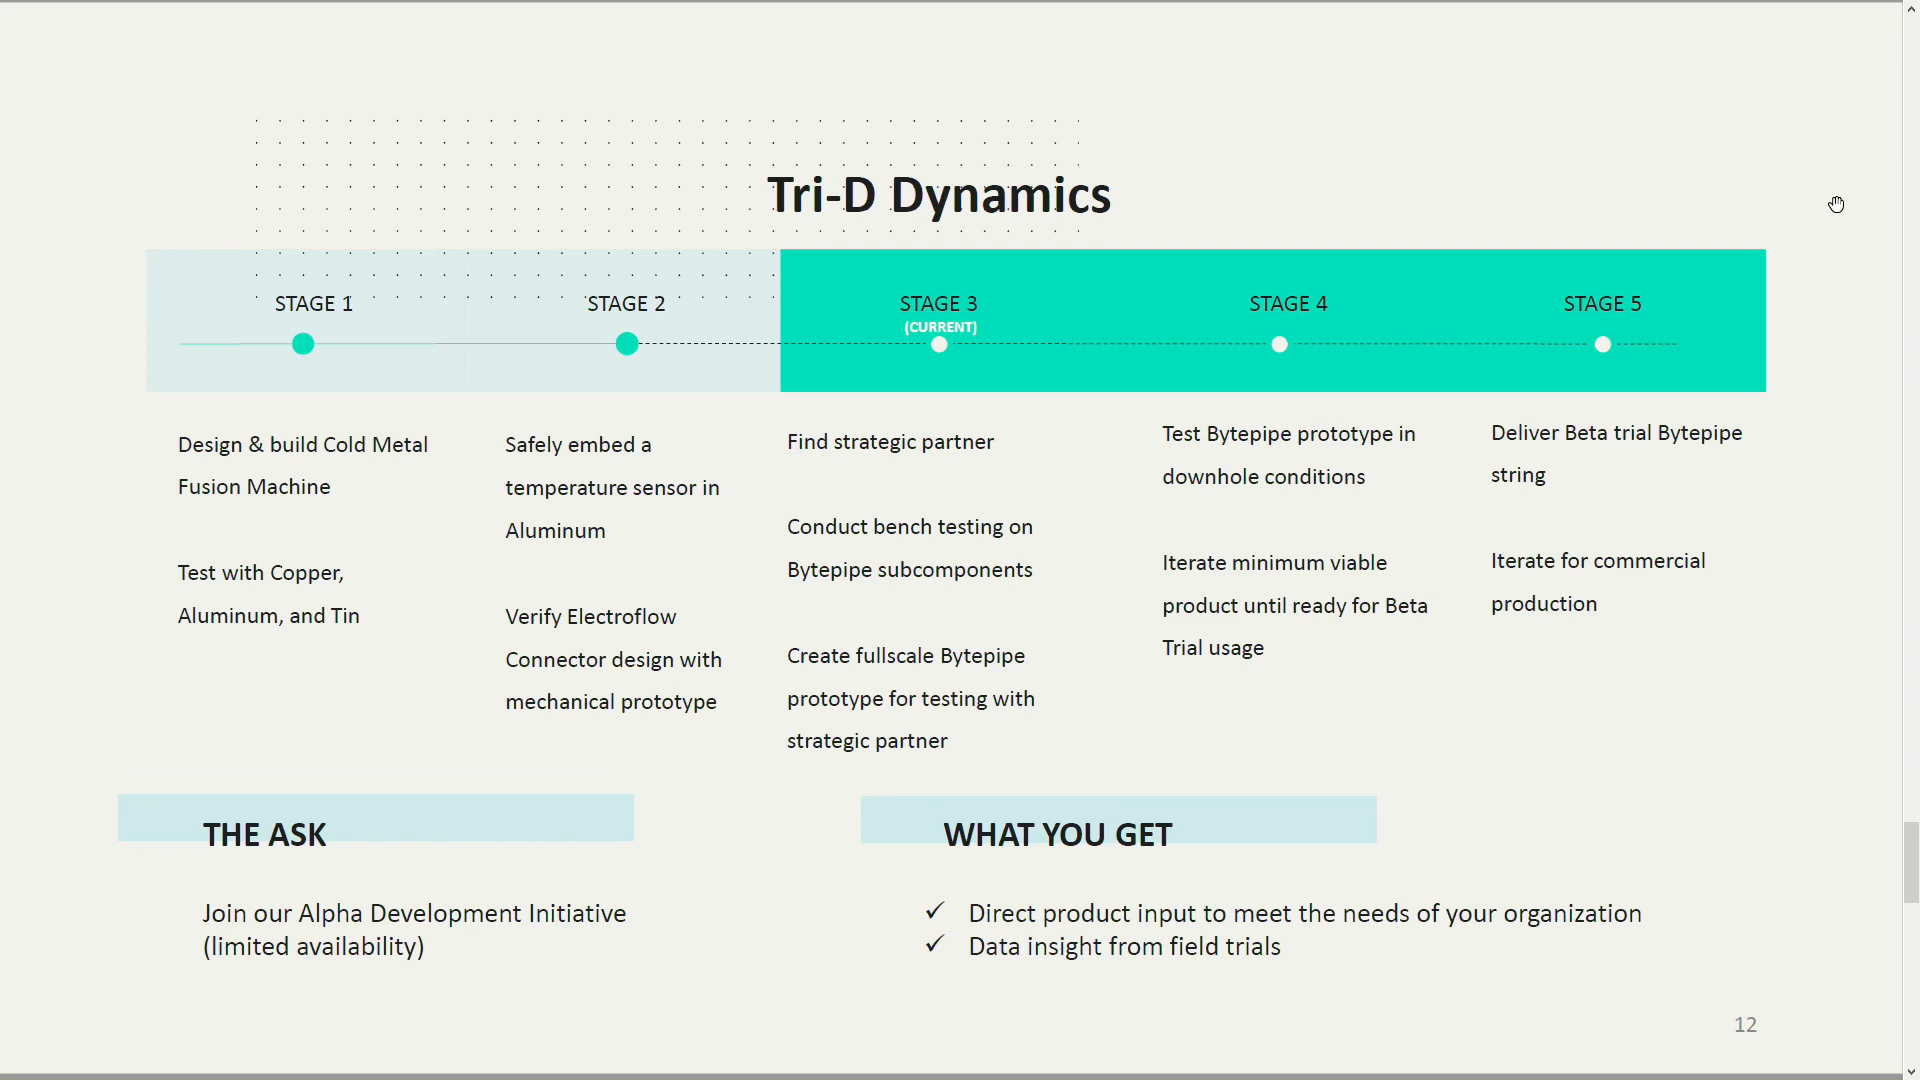 Tri-D Dynamics
STAGE 1
STAGE 2
STAGE 3
(CURRENT)
STAGE 4
STAGE 5
Design & build Cold Metal
Fusion Machine
Test with Copper,
Aluminum, and Tin
Safely embed a
temperature sensor in
Aluminum
Verify Electroflow
Connector design with
mechanical prototype
Find strategic partner
Conduct bench testing on
Bytepipe subcomponents
Create fullscale Bytepipe
prototype for testing with
strategic partner
Test Bytepipe prototype in
downhole conditions
Iterate minimum viable
product until ready for Beta
Trial usage
Deliver Beta trial Bytepipe
string
Iterate for commercial
production
THE ASK
Join our Alpha Development Initiative
(limited availability)
WHAT YOU GET
✓ Direct product input to meet the needs of your organization
✓ Data insight from field trials
12